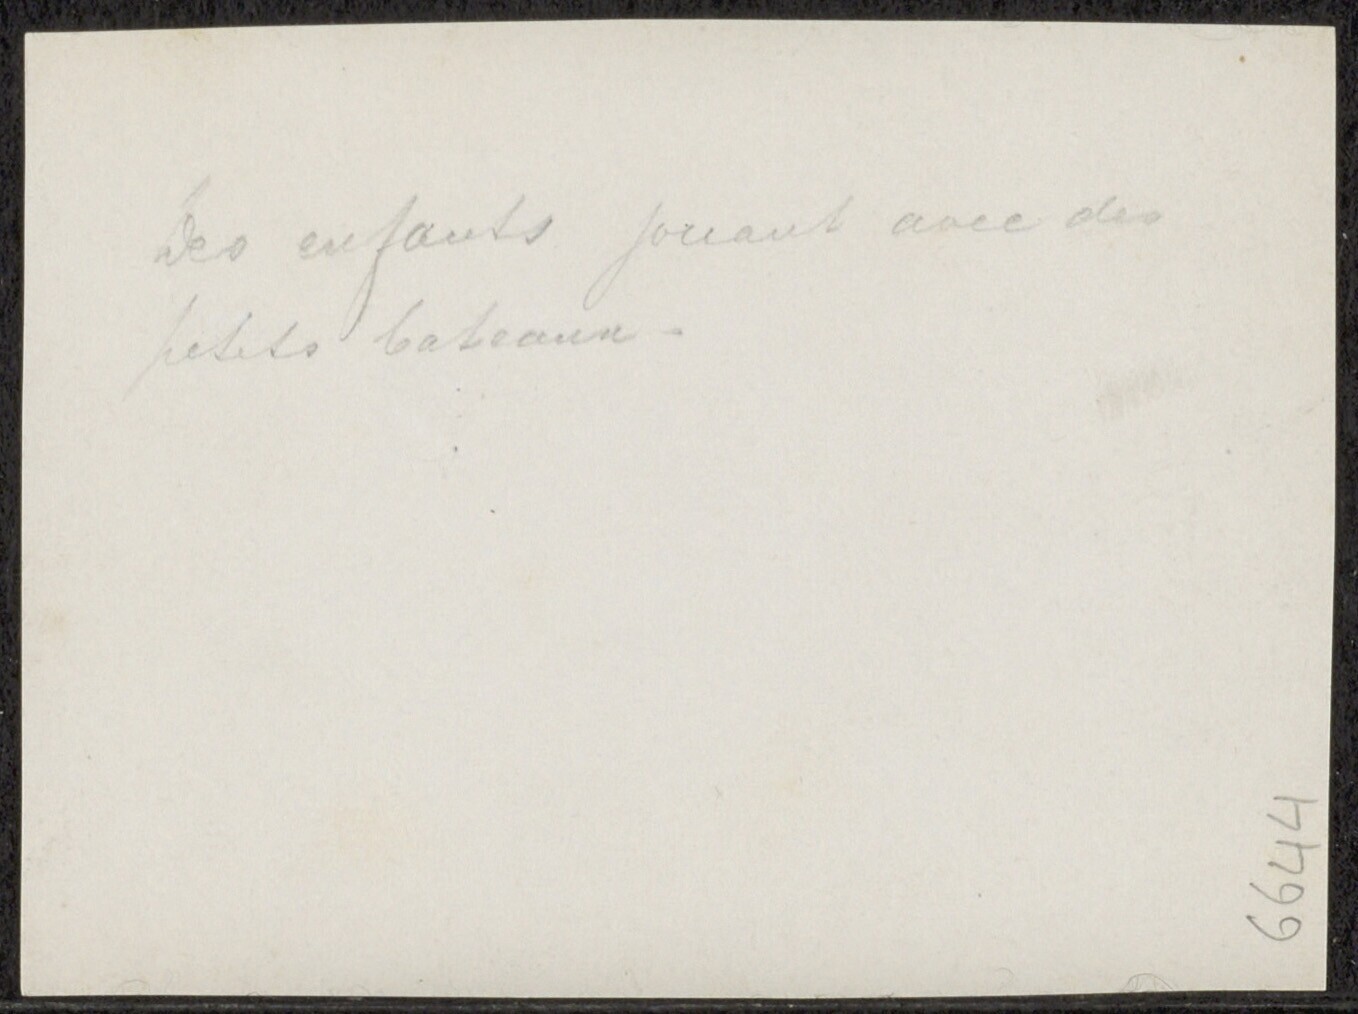 Des enfants jouant avec des
petits bateaux -
6644